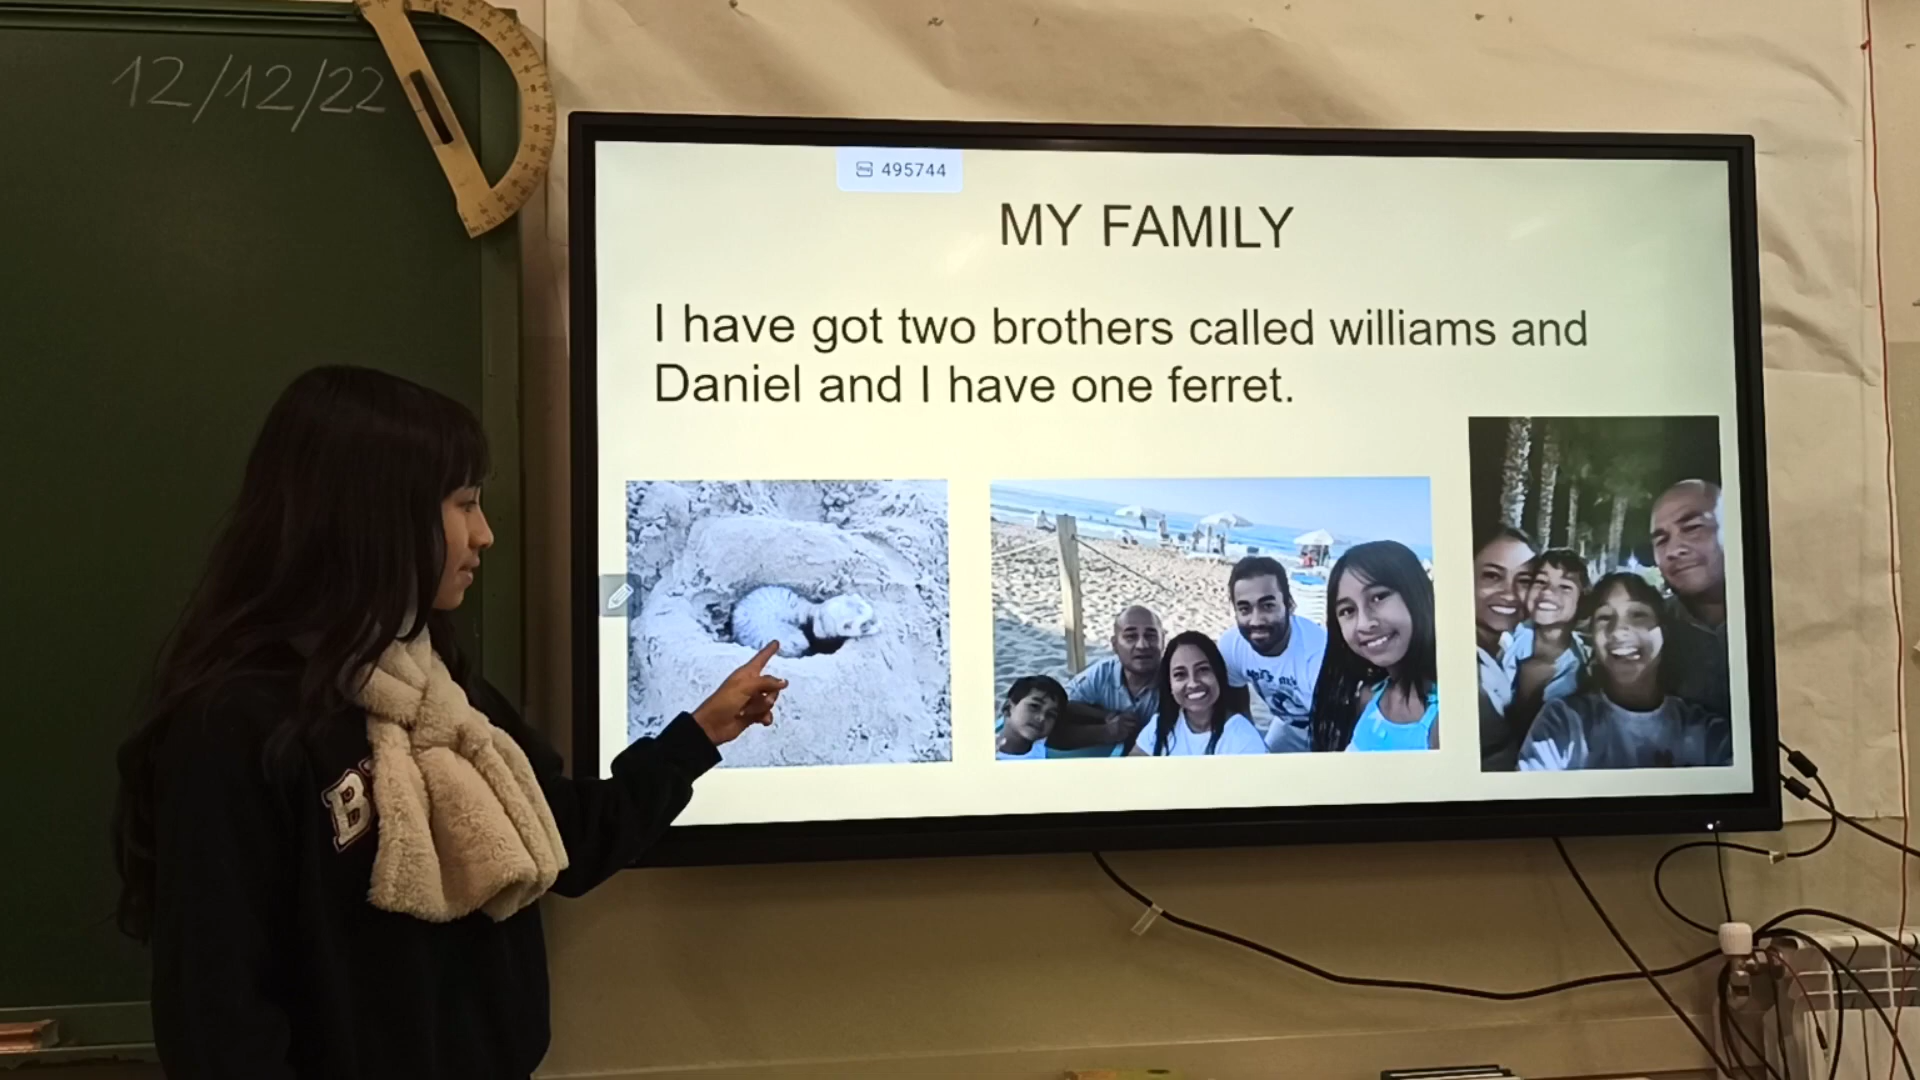 12/12/22
495744
MY FAMILY
I have got two brothers called williams and
Daniel and I have one ferret.
B